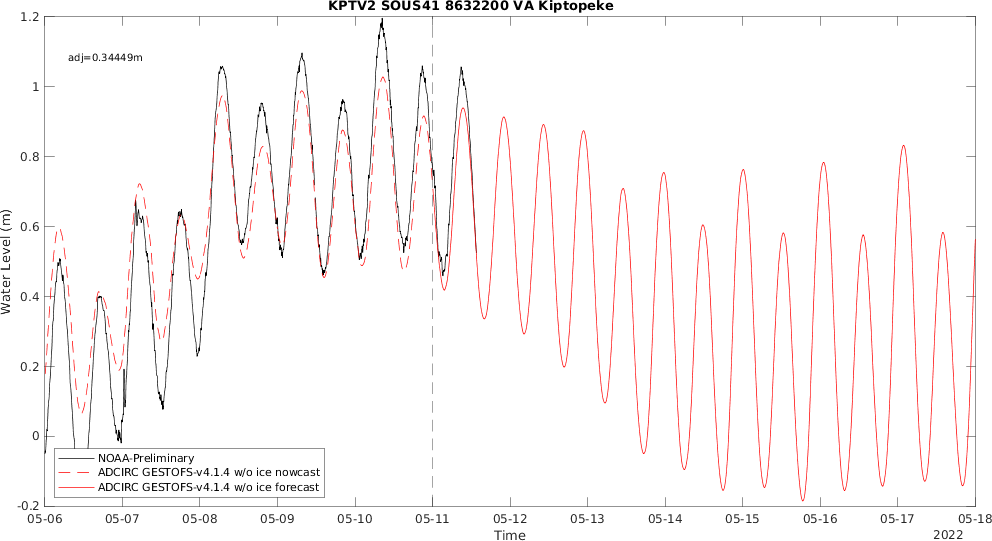 KPTV2 SOUS41 8632200 VA Kiptopeke
adj=0.34449m
1.2
1
0.8
0.6
0.4
0.2
0
-0.2
Water Level (m)
NOAA-Preliminary
ADCIRC GESTOFS-v4.1.4 w/o ice nowcast
ADCIRC GESTOFS-v4.1.4 w/o ice forecast
05-06 05-07 05-08 05-09 05-10 05-11 05-12 05-13 05-14 05-15 05-16 05-17 05-18
Time
2022